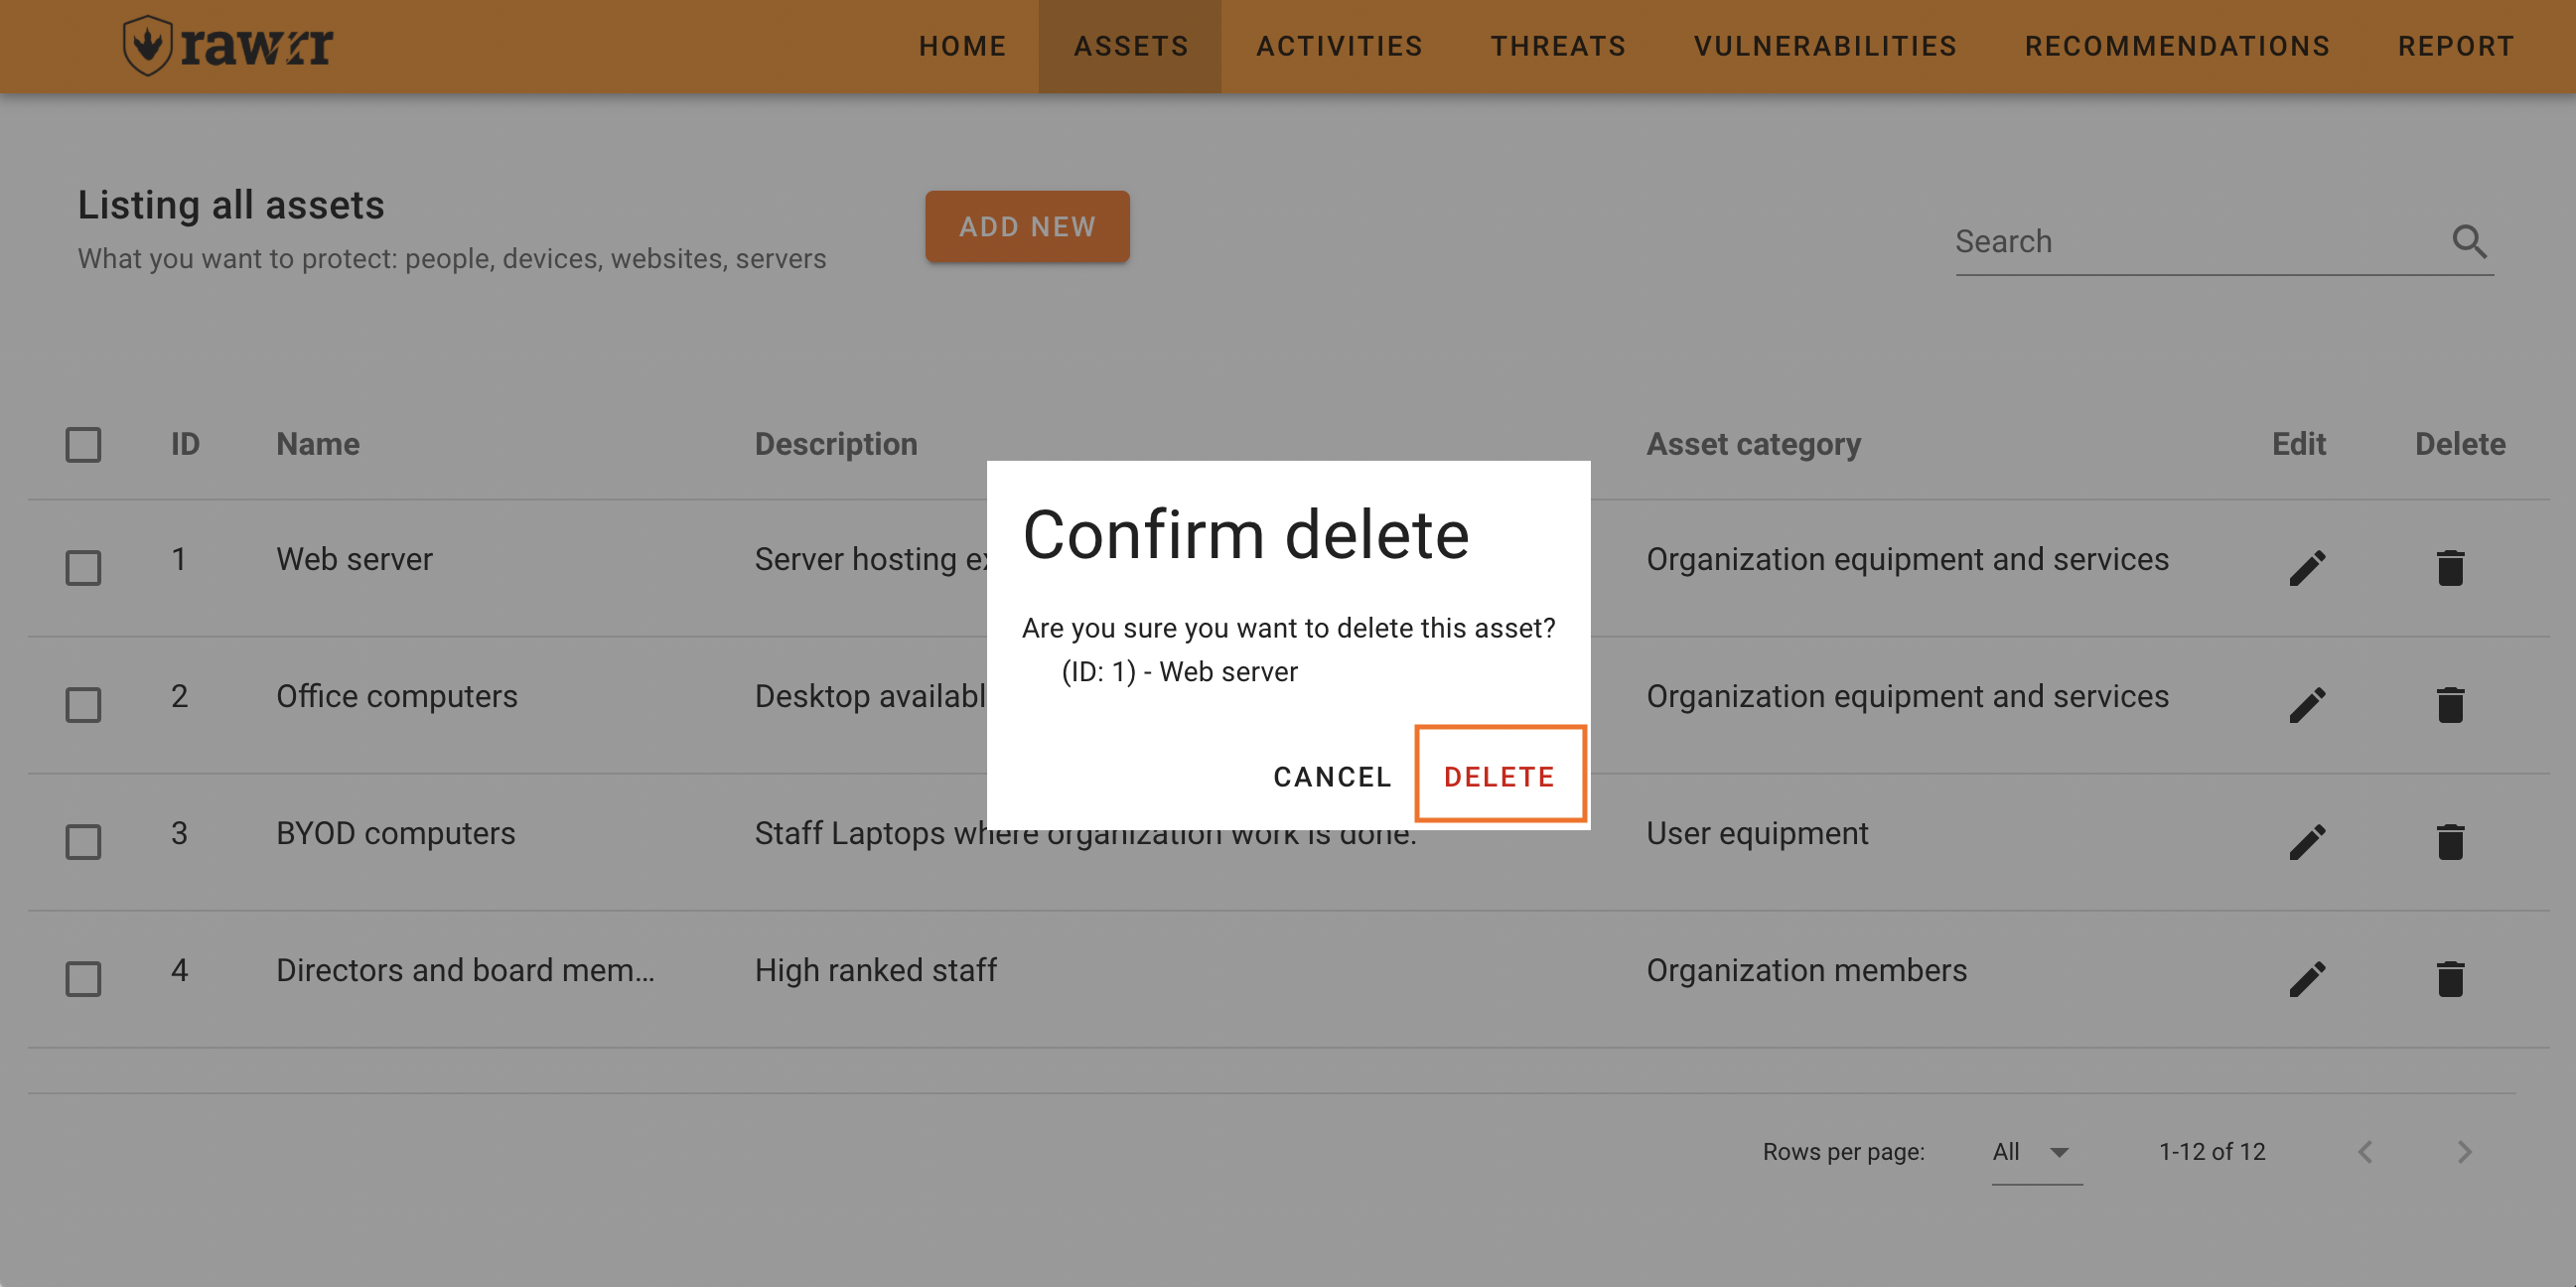 rawrr
HOME ASSETS ACTIVITIES THREATS VULNERABILITIES RECOMMENDATIONS REPORT
Listing all assets
What you want to protect: people, devices, websites, servers
ADD NEW
Search
ID Name Description Asset category Edit Delete
1 Web server Server hosting Organization equipment and services
2 Office computers Desktop Organization equipment and services
3 BYOD computers Staff Laptops where organization work is done. User equipment
4 Directors and board mem... High ranked staff Organization members
Confirm delete
Are you sure you want to delete this asset?
(ID: 1) - Web server
CANCEL DELETE
Rows per page: All 1-12 of 12